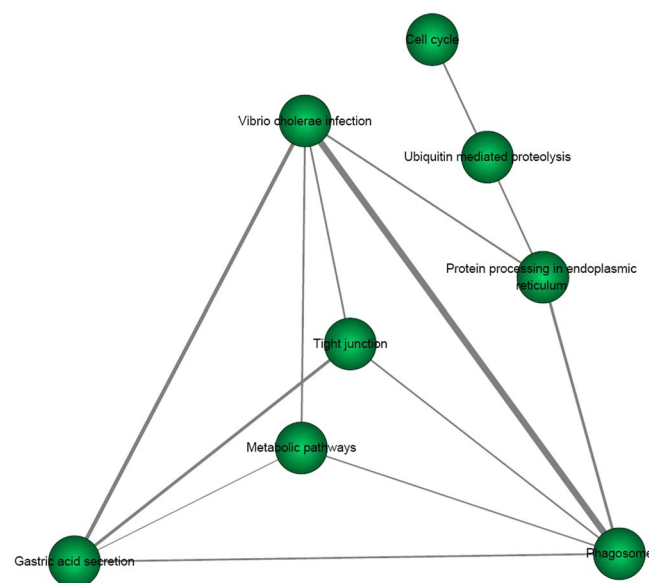 Cell cycle
Vibrio cholerae infection
Ubiquitin mediated proteolysis
Protein processing in endoplasmic
reticulum
Tight junction
Metabolic pathways
Gastric acid secretion
Phagosome